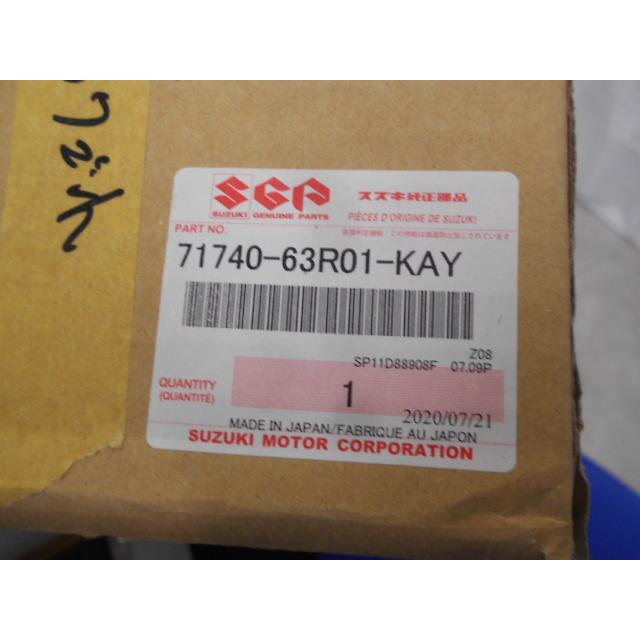 SGP
スズキ純正部品
SUZUKI GENUINE PARTS
PIÈCES D'ORIGINE DE SUZUKI
PART NO.
71740-63R01-KAY
Z08
SP11D88908F 07.09P
QUANTITY
(QUANTITÉ)
1
2020/07/21
MADE IN JAPAN/FABRIQUE AU JAPON
SUZUKI MOTOR CORPORATION